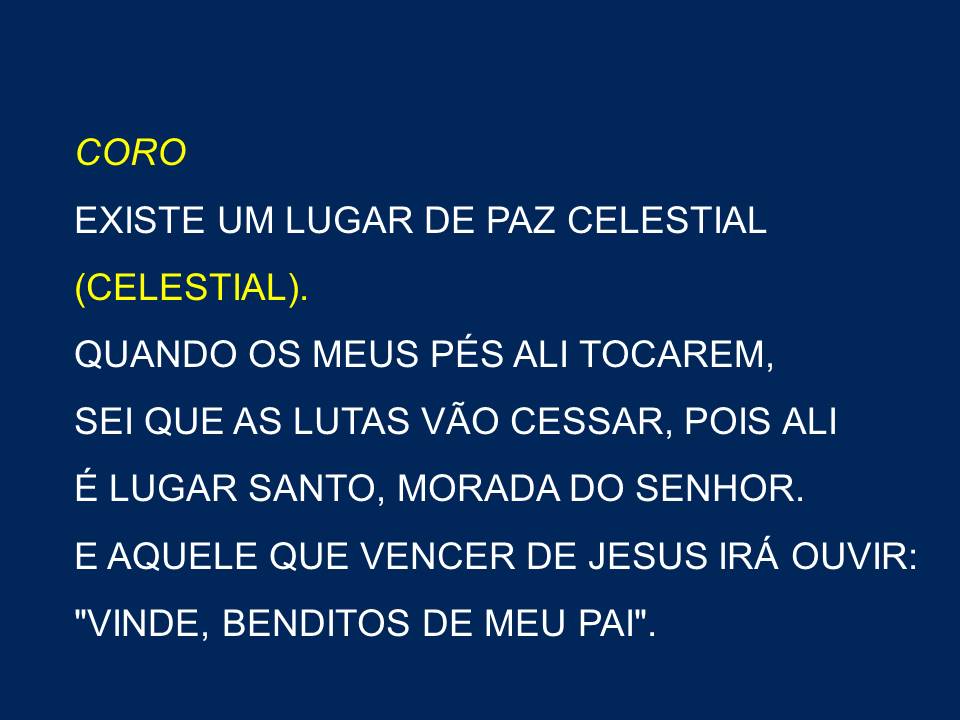 CORO
EXISTE UM LUGAR DE PAZ CELESTIAL
(CELESTIAL).
QUANDO OS MEUS PÉS ALI TOCAREM,
SEI QUE AS LUTAS VÃO CESSAR, POIS ALI
É LUGAR SANTO, MORADA DO SENHOR.
E AQUELE QUE VENCER DE JESUS IRÁ OUVIR:
"VINDE, BENDITOS DE MEU PAI".